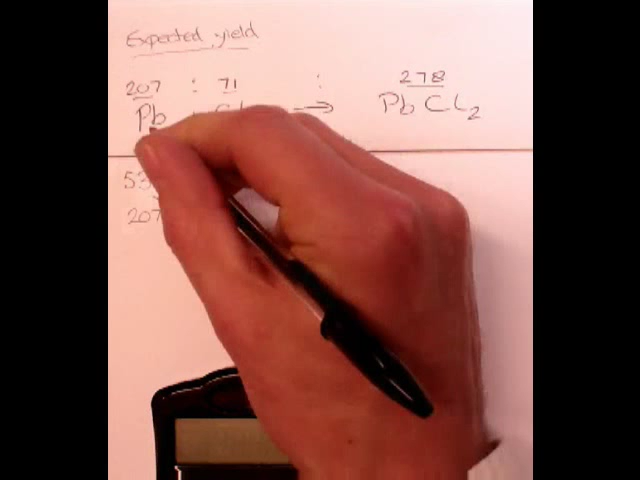 Expected yield
207 : 71 : 278
Pb → PbCl₂
207